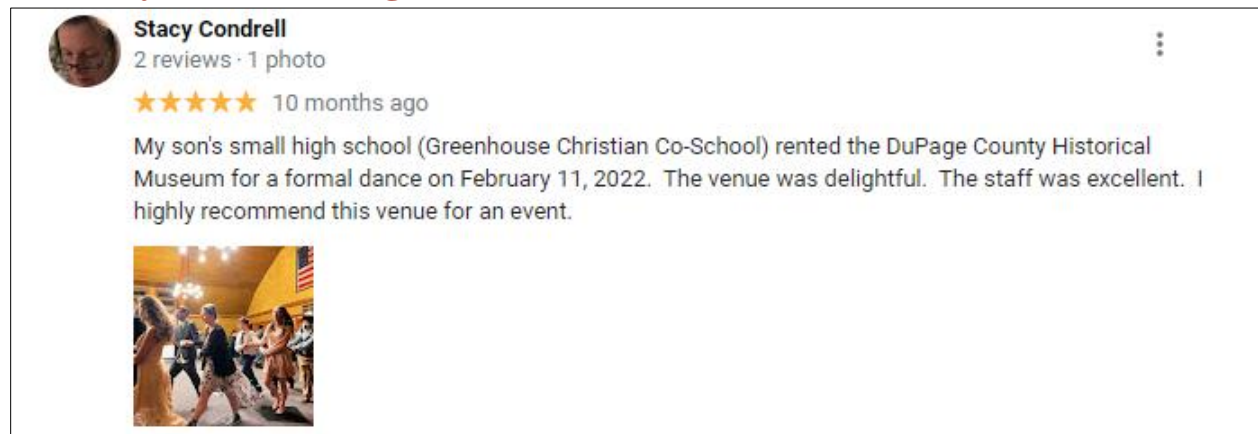 Stacy Condrell
2 reviews · 1 photo
10 months ago
My son's small high school (Greenhouse Christian Co-School) rented the DuPage County Historical
Museum for a formal dance on February 11, 2022.  The venue was delightful.  The staff was excellent.  I
highly recommend this venue for an event.